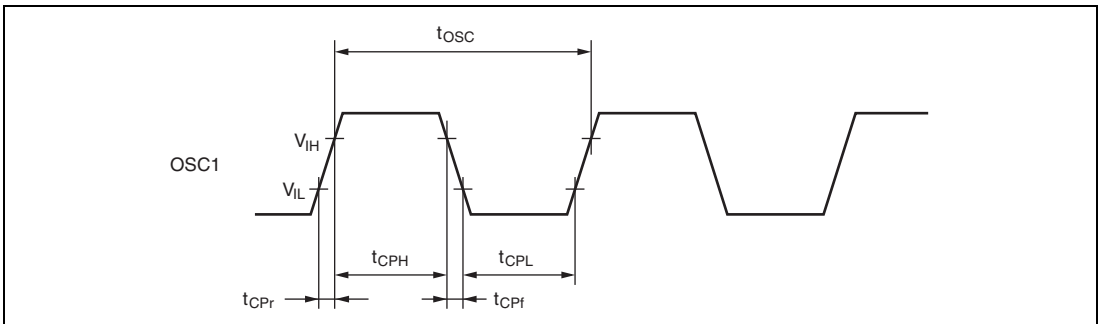 tOSC
VIH
OSC1
VIL
tCPH
tCPL
tCPr
tCPf